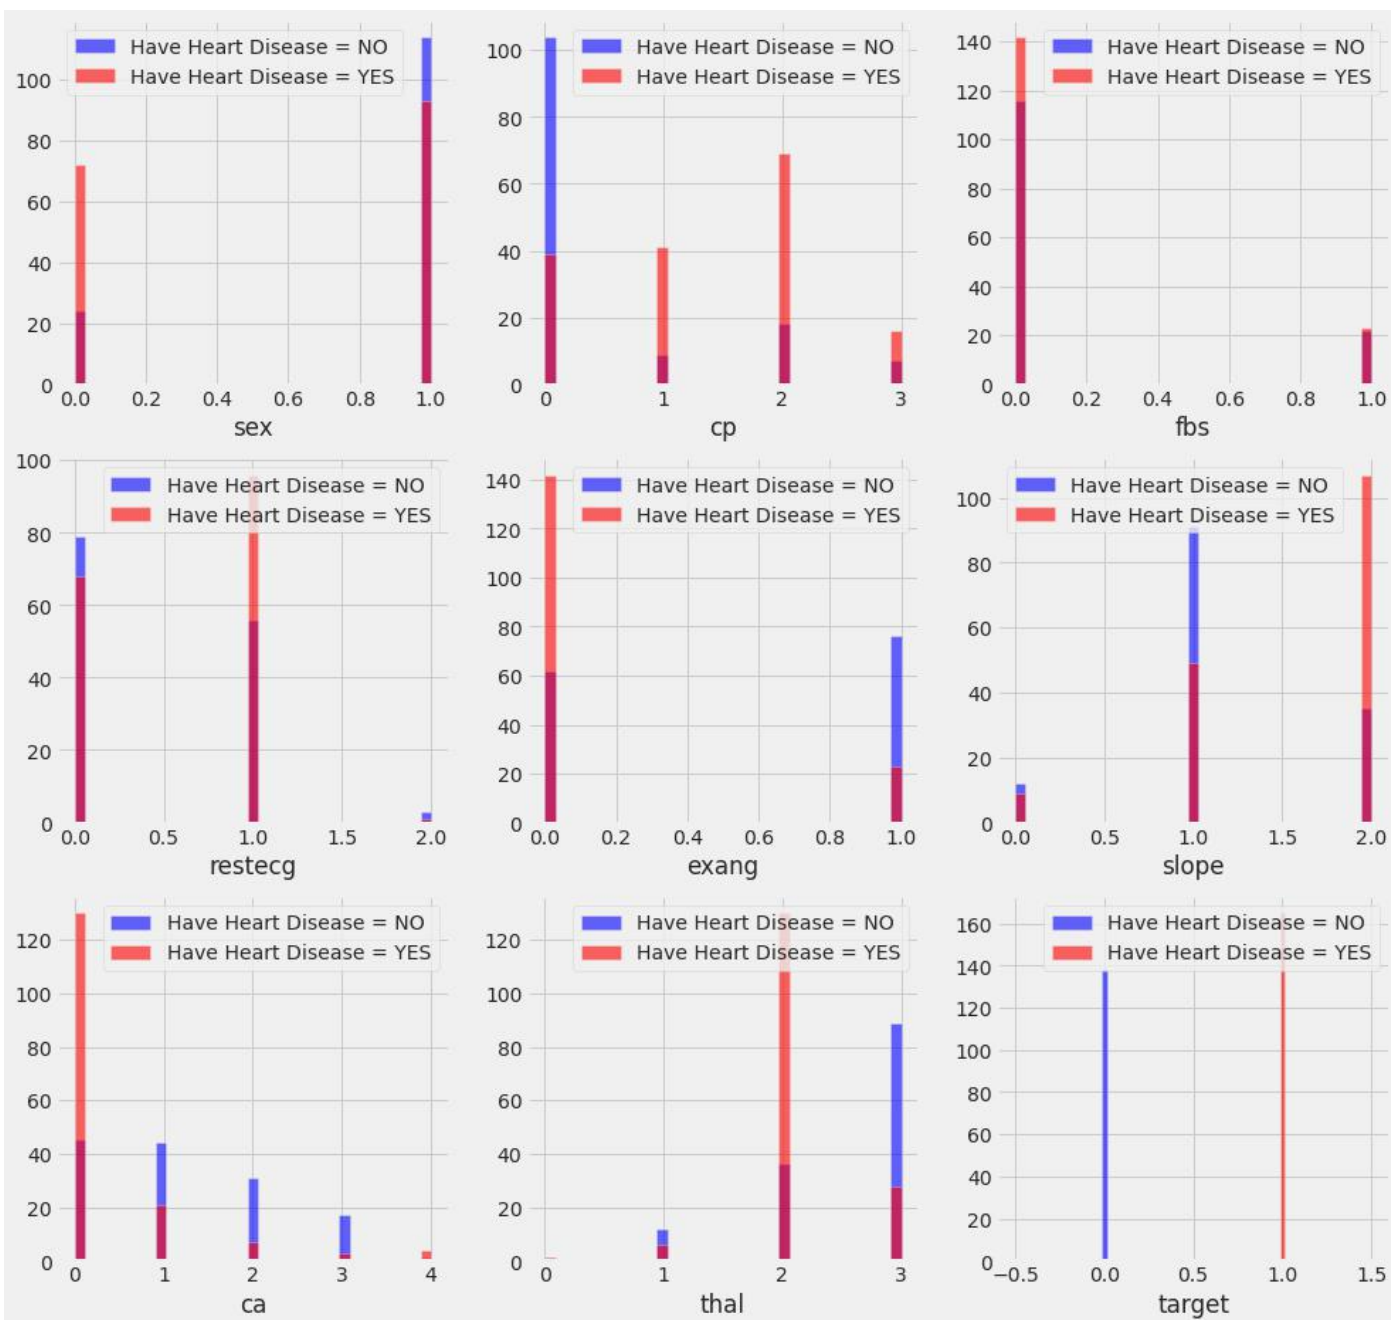 Have Heart Disease = NO
Have Heart Disease = YES
100
80
60
40
20
0
0.0 0.2 0.4 0.6 0.8 1.0
sex
Have Heart Disease = NO
Have Heart Disease = YES
100
80
60
40
20
0
0 1 2 3
cp
Have Heart Disease = NO
Have Heart Disease = YES
140
120
100
80
60
40
20
0
0.0 0.2 0.4 0.6 0.8 1.0
fbs
Have Heart Disease = NO
Have Heart Disease = YES
100
80
60
40
20
0
0.0 0.5 1.0 1.5 2.0
restecg
Have Heart Disease = NO
Have Heart Disease = YES
140
120
100
80
60
40
20
0
0.0 0.2 0.4 0.6 0.8 1.0
exang
Have Heart Disease = NO
Have Heart Disease = YES
100
80
60
40
20
0
0.0 0.5 1.0 1.5 2.0
slope
Have Heart Disease = NO
Have Heart Disease = YES
120
100
80
60
40
20
0
0 1 2 3 4
ca
Have Heart Disease = NO
Have Heart Disease = YES
120
100
80
60
40
20
0
0 1 2 3
thal
Have Heart Disease = NO
Have Heart Disease = YES
160
140
120
100
80
60
40
20
0
−0.5 0.0 0.5 1.0 1.5
target